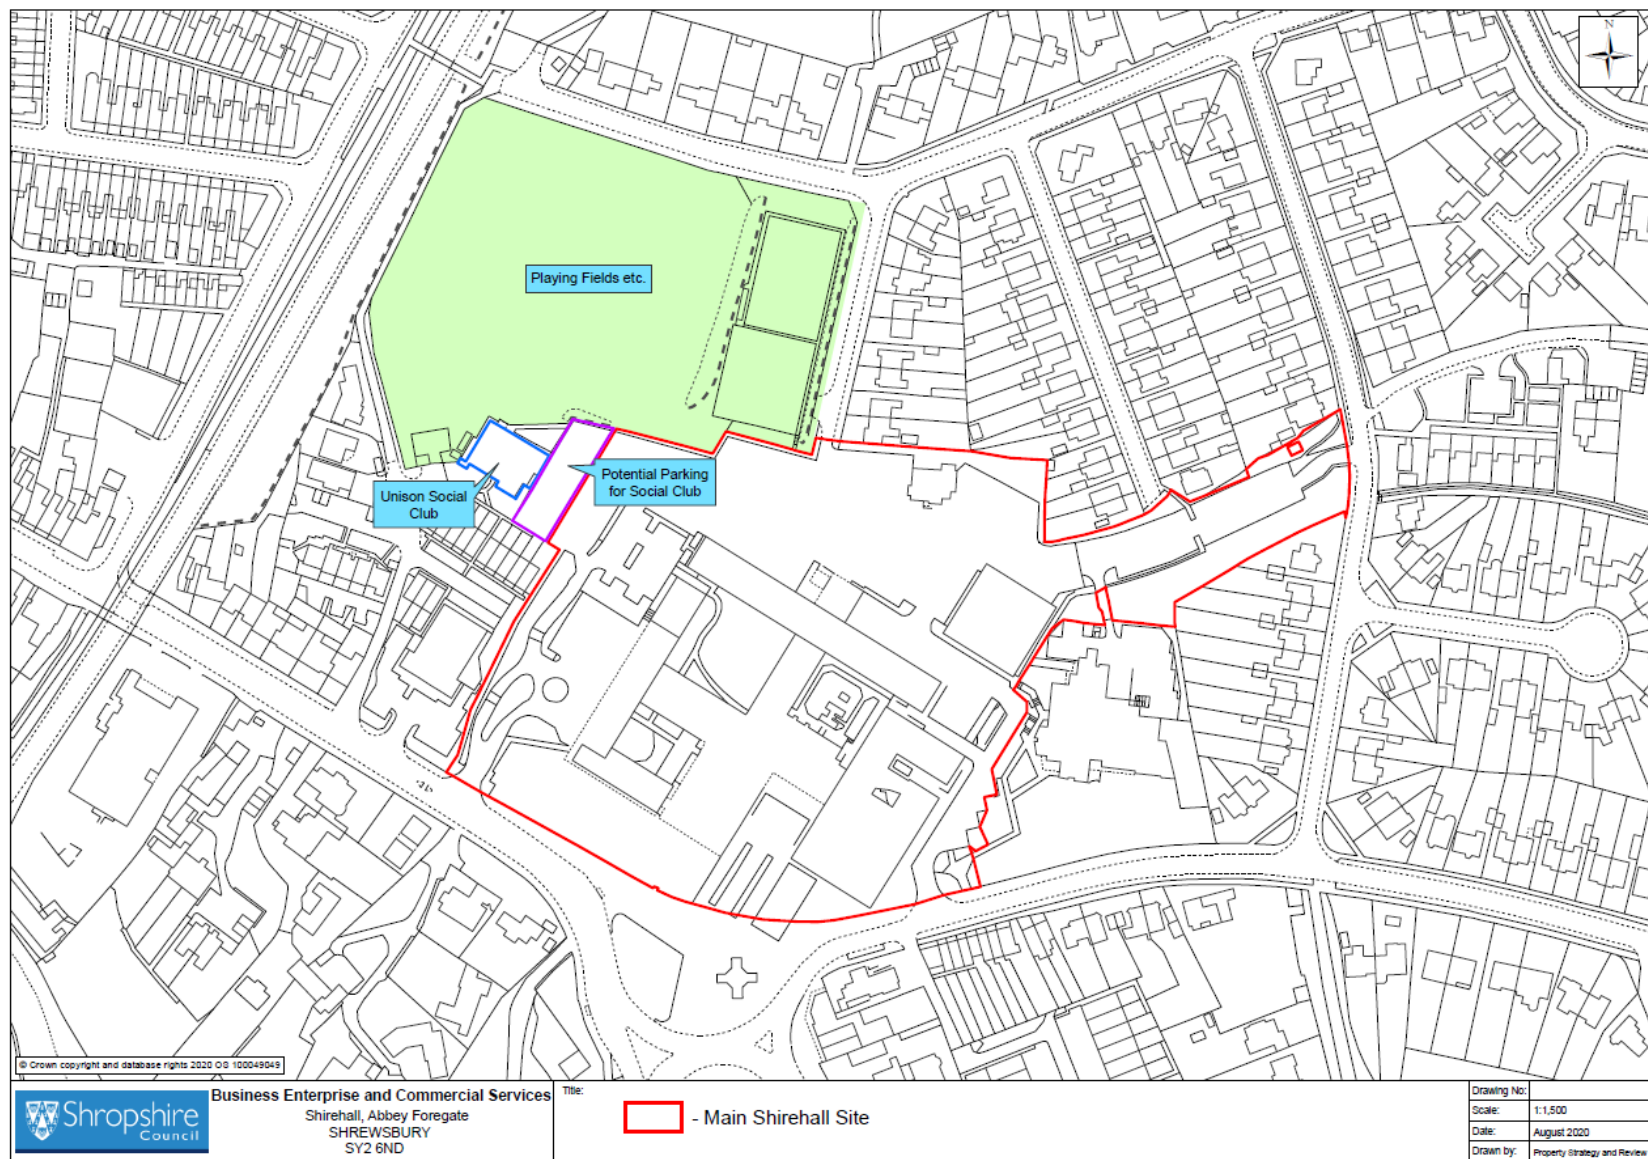 N
Playing Fields etc.
Potential Parking
for Social Club
Unison Social
Club
© Crown copyright and database rights 2020 OS 100049049
Shropshire
Council
Business Enterprise and Commercial Services
Shirehall, Abbey Foregate
SHREWSBURY
SY2 6ND
Title:
- Main Shirehall Site
Drawing No:
Scale: 1:1,500
Date: August 2020
Drawn by: Property Strategy and Review